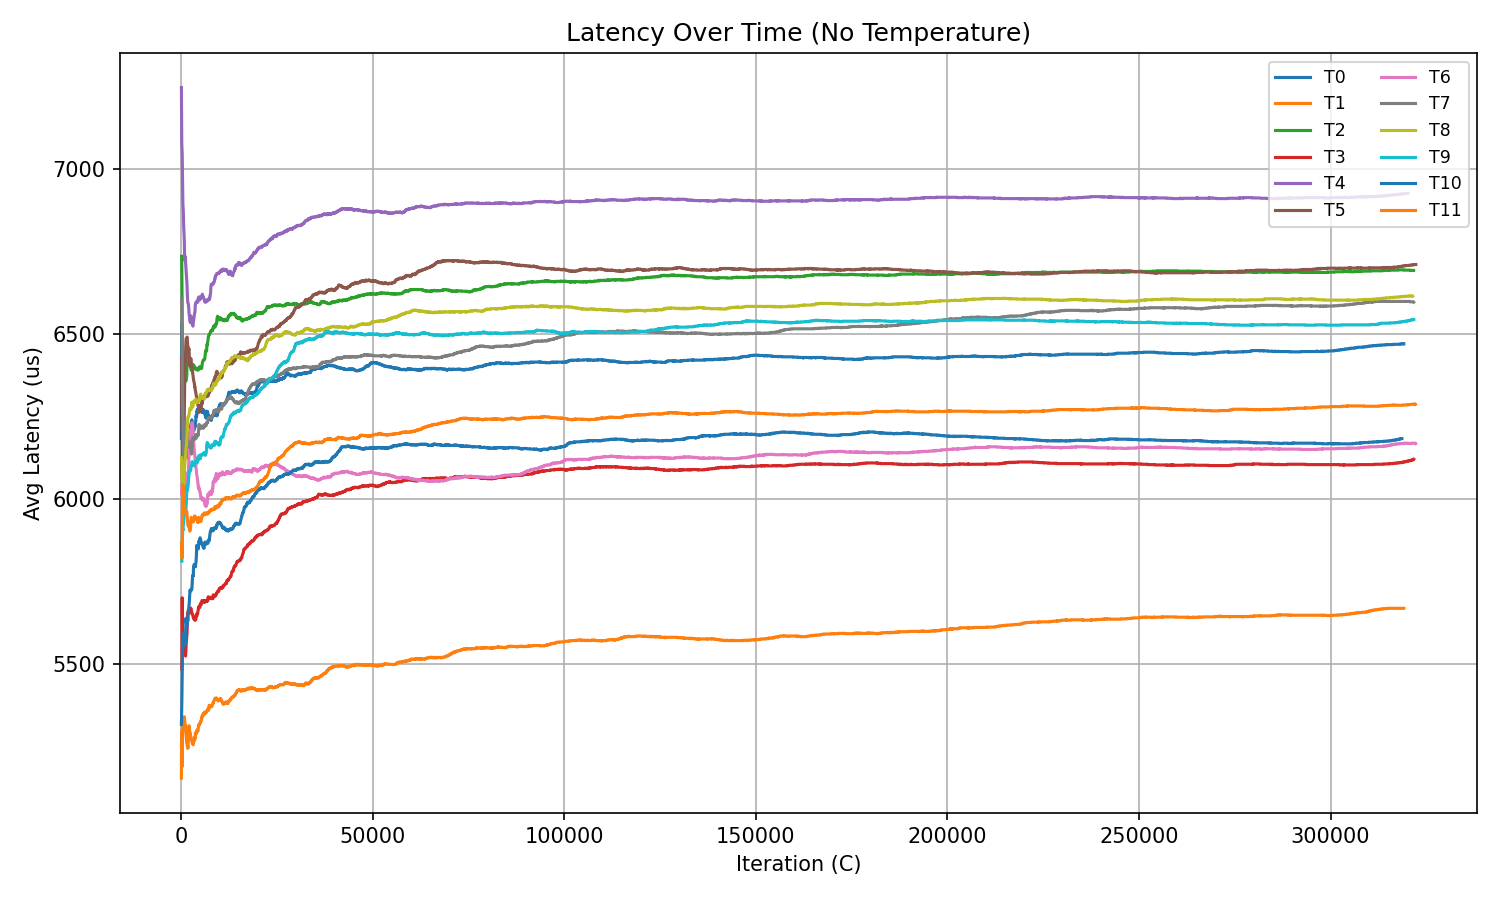 Latency Over Time (No Temperature)
T0
T1
T2
T3
T4
T5
T6
T7
T8
T9
T10
T11
7000
6500
6000
5500
Avg Latency (us)
0
50000
100000
150000
200000
250000
300000
Iteration (C)